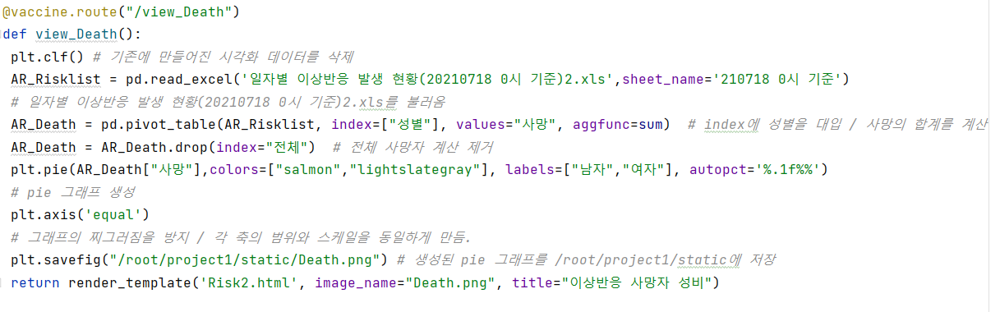 @vaccine.route("/view_Death")
def view_Death():
plt.clf() # 기존에 만들어진 시각화 데이터를 삭제
AR_Risklist = pd.read_excel('일자별 이상반응 발생 현황(20210718 0시 기준)2.xls',sheet_name='210718 0시 기준')
# 일자별 이상반응 발생 현황(20210718 0시 기준)2.xls를 불러옴
AR_Death = pd.pivot_table(AR_Risklist, index=["성별"], values="사망", aggfunc=sum) # index에 성별을 대입 / 사망의 합계를 계산
AR_Death = AR_Death.drop(index="전체") # 전체 사망자 계산 제거
plt.pie(AR_Death["사망"],colors=["salmon","lightslategray"], labels=["남자","여자"], autopct='%.1f%%')
# pie 그래프 생성
plt.axis('equal')
# 그래프의 찌그러짐을 방지 / 각 축의 범위와 스케일을 동일하게 만듬.
plt.savefig("/root/project1/static/Death.png") # 생성된 pie 그래프를 /root/project1/static에 저장
return render_template('Risk2.html', image_name="Death.png", title="이상반응 사망자 성비")